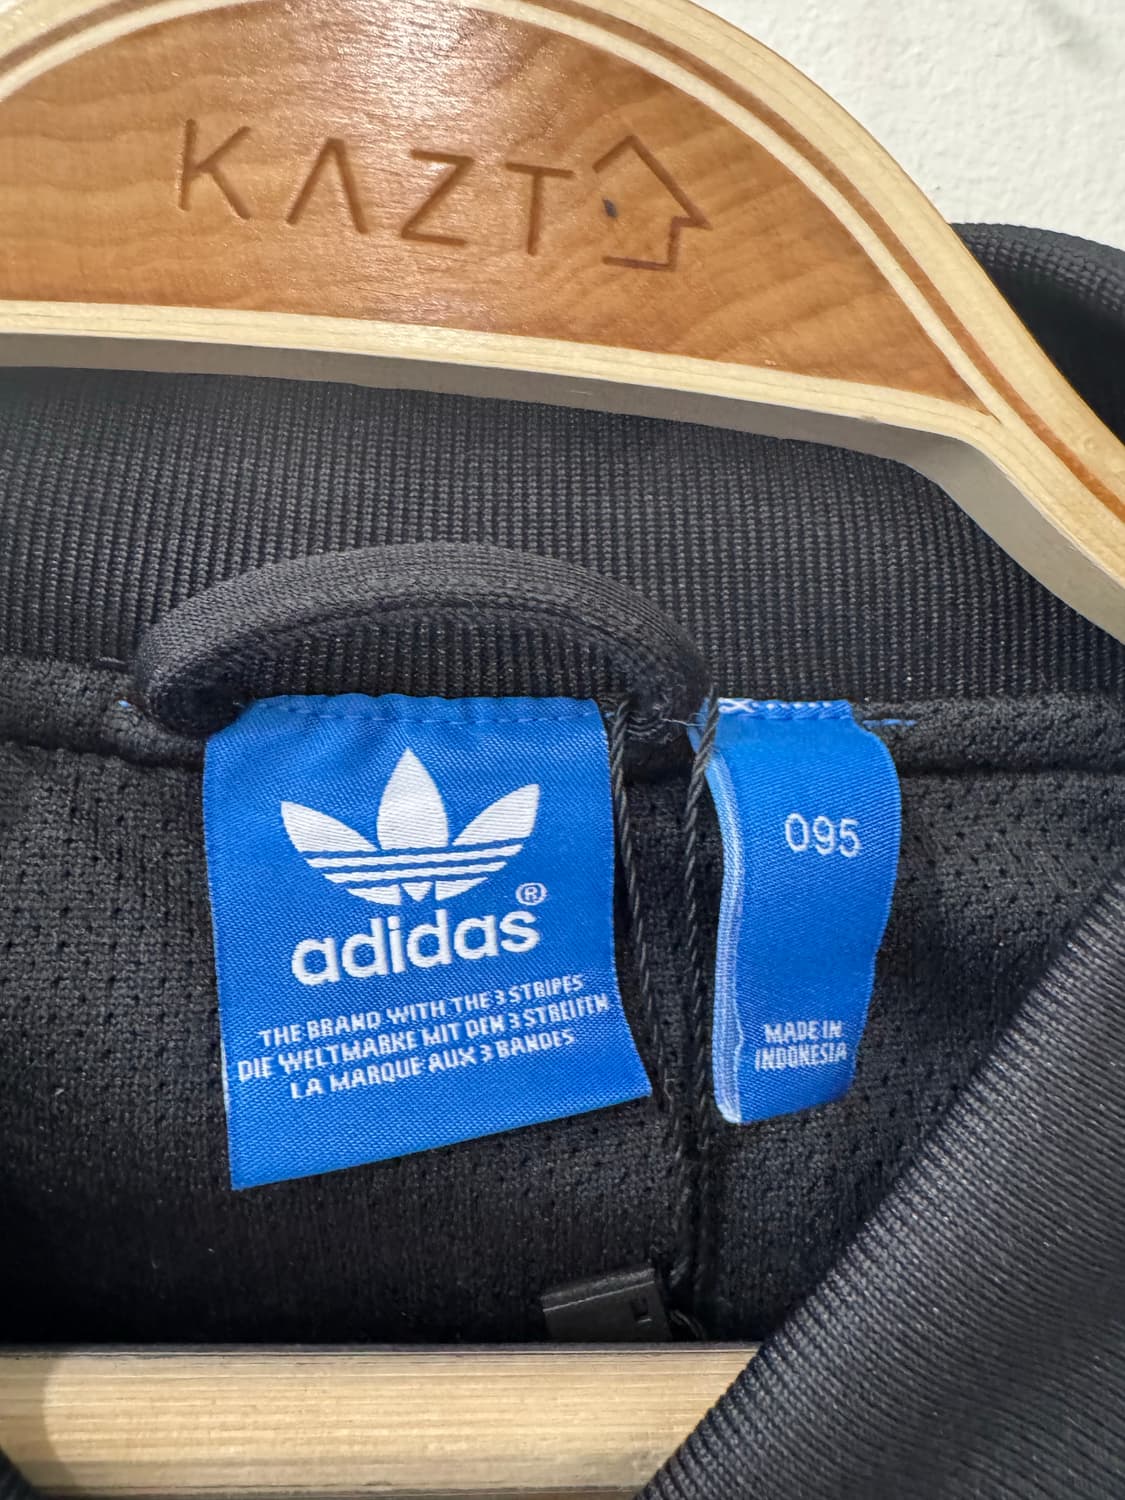 KAZT
adidas®
THE BRAND WITH THE 3 STRIPES
DIE WELTMARKE MIT DEN 3 STREIFEN
LA MARQUE AUX 3 BANDES
095
MADE IN
INDONESIA